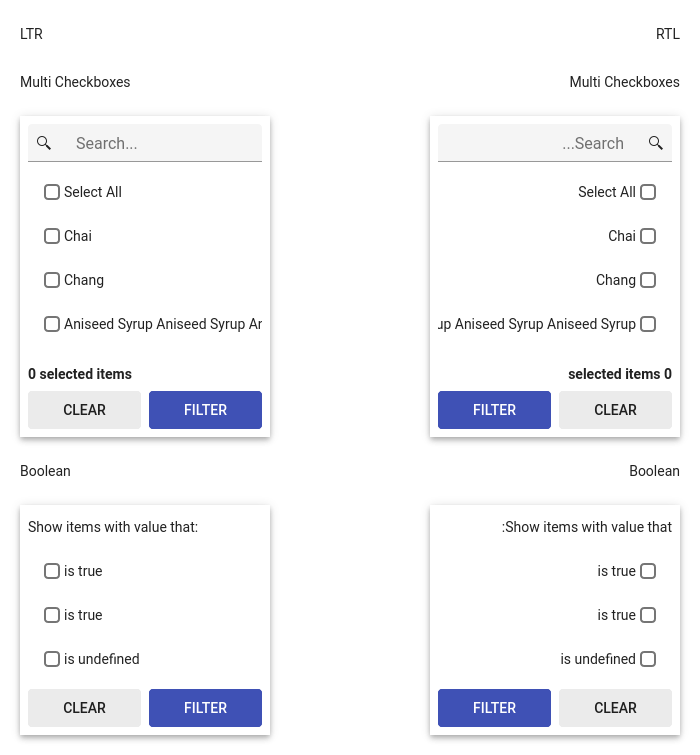 LTR
RTL
Multi Checkboxes
Multi Checkboxes
Search...
...Search
Select All
Select All
Chai
Chai
Chang
Chang
Aniseed Syrup Aniseed Syrup Ar
up Aniseed Syrup Aniseed Syrup
0 selected items
selected items 0
CLEAR
FILTER
FILTER
CLEAR
Boolean
Boolean
Show items with value that:
:Show items with value that
is true
is true
is true
is true
is undefined
is undefined
CLEAR
FILTER
FILTER
CLEAR